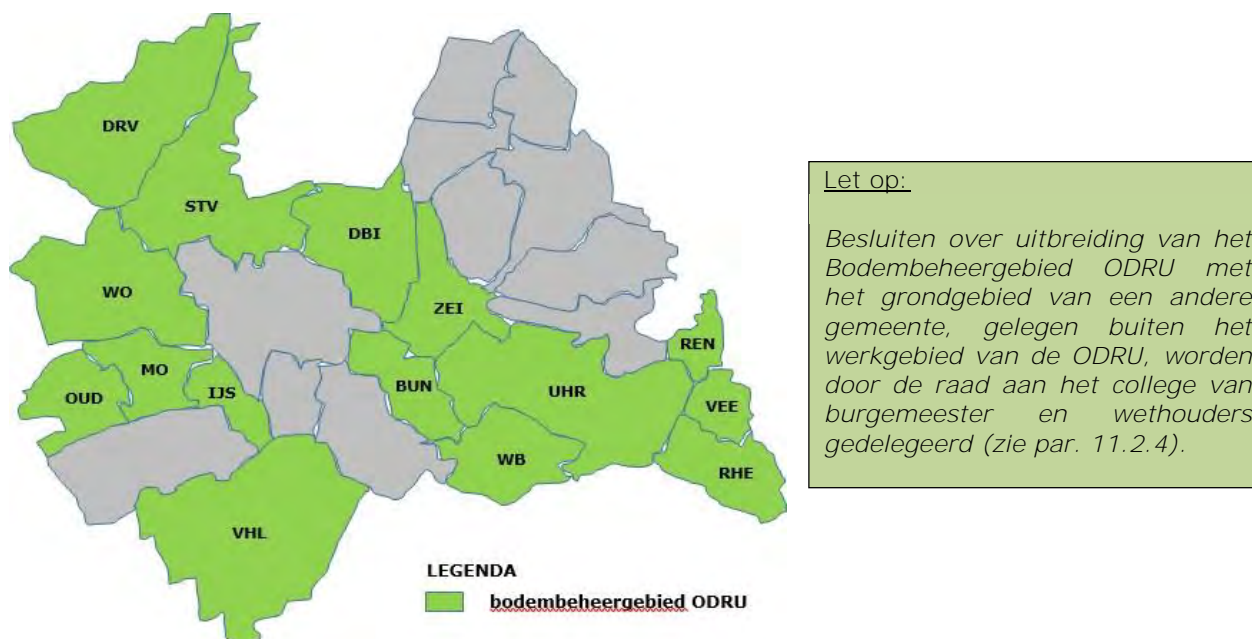 DRV
STV
DBI
WO
ZEI
MO
REN
OUD
IJS
BUN
UHR
VEE
WB
RHE
VHL
LEGENDA
bodembeheergebied ODRU
Let op:
Besluiten over uitbreiding van het
Bodembeheergebied ODRU met
het grondgebied van een andere
gemeente, gelegen buiten het
werkgebied van de ODRU, worden
door de raad aan het college van
burgemeester en wethouders
gedelegeerd (zie par. 11.2.4).